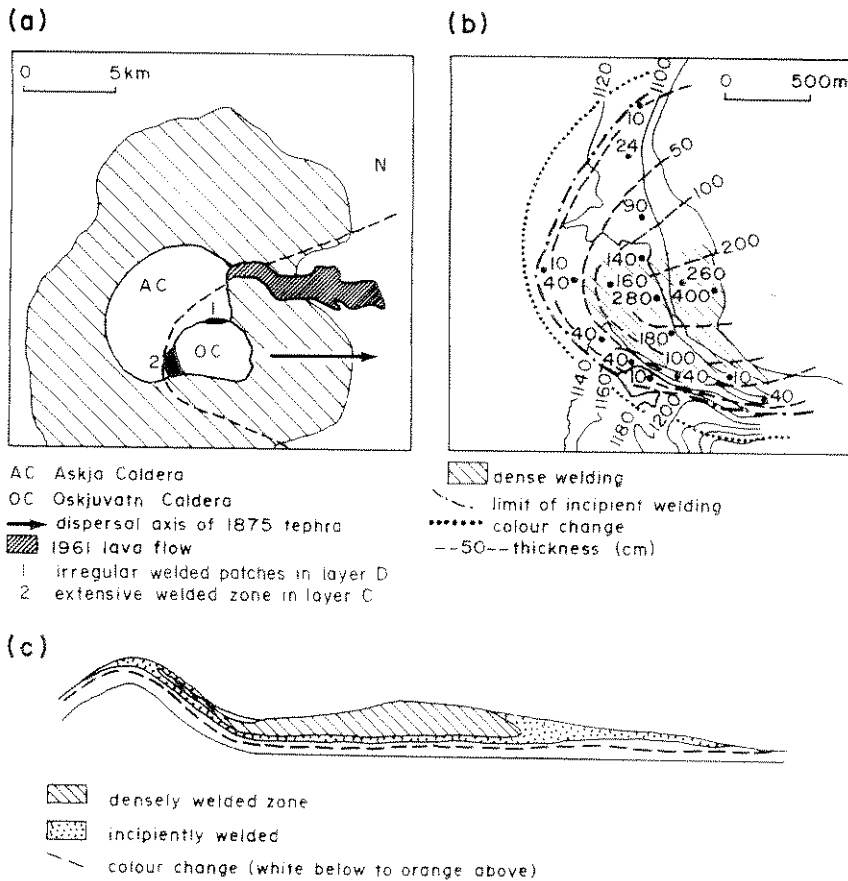 (a)
0 5km
N
AC
1
2
OC
AC Askja Caldera
OC Oskjuvatn Caldera
dispersal axis of 1875 tephra
1961 lava flow
1 irregular welded patches in layer D
2 extensive welded zone in layer C
(b)
0 500m
1120
1100
10
24
50
100
90
200
140
10
40
160
260
280
400
180
40
100
40
10
40
10
40
1140
1160
1180
1200
dense welding
limit of incipient welding
colour change
--50-- thickness (cm)
(c)
densely welded zone
incipiently welded
colour change (white below to orange above)